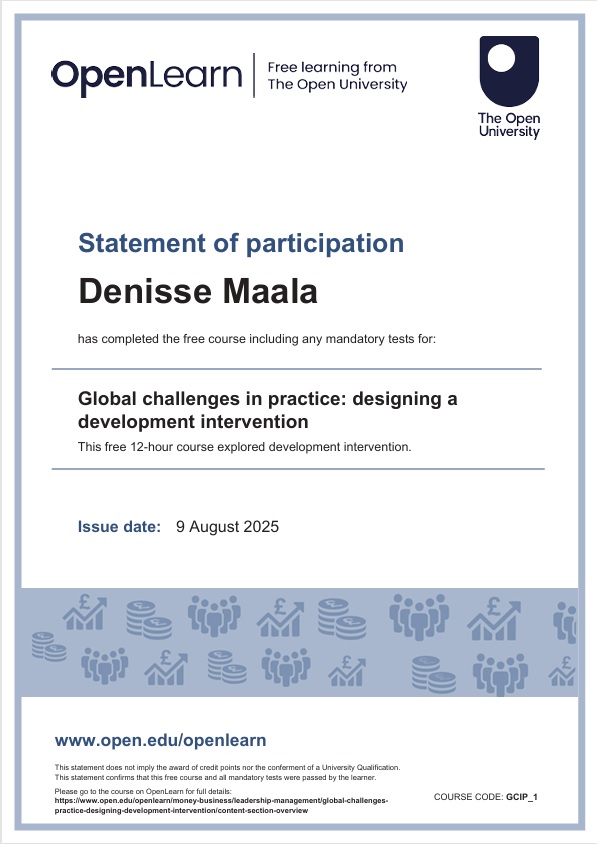 OpenLearn
Free learning from
The Open University
The Open
University
Statement of participation
Denisse Maala
has completed the free course including any mandatory tests for:
Global challenges in practice: designing a
development intervention
This free 12-hour course explored development intervention.
Issue date: 9 August 2025
www.open.edu/openlearn
This statement does not imply the award of credit points nor the conferment of a University Qualification.
This statement confirms that this free course and all mandatory tests were passed by the learner.
Please go to the course on OpenLearn for full details:
https://www.open.edu/openlearn/money-business/leadership-management/global-challenges-
practice-designing-development-intervention/content-section-overview
COURSE CODE: GCIP_1